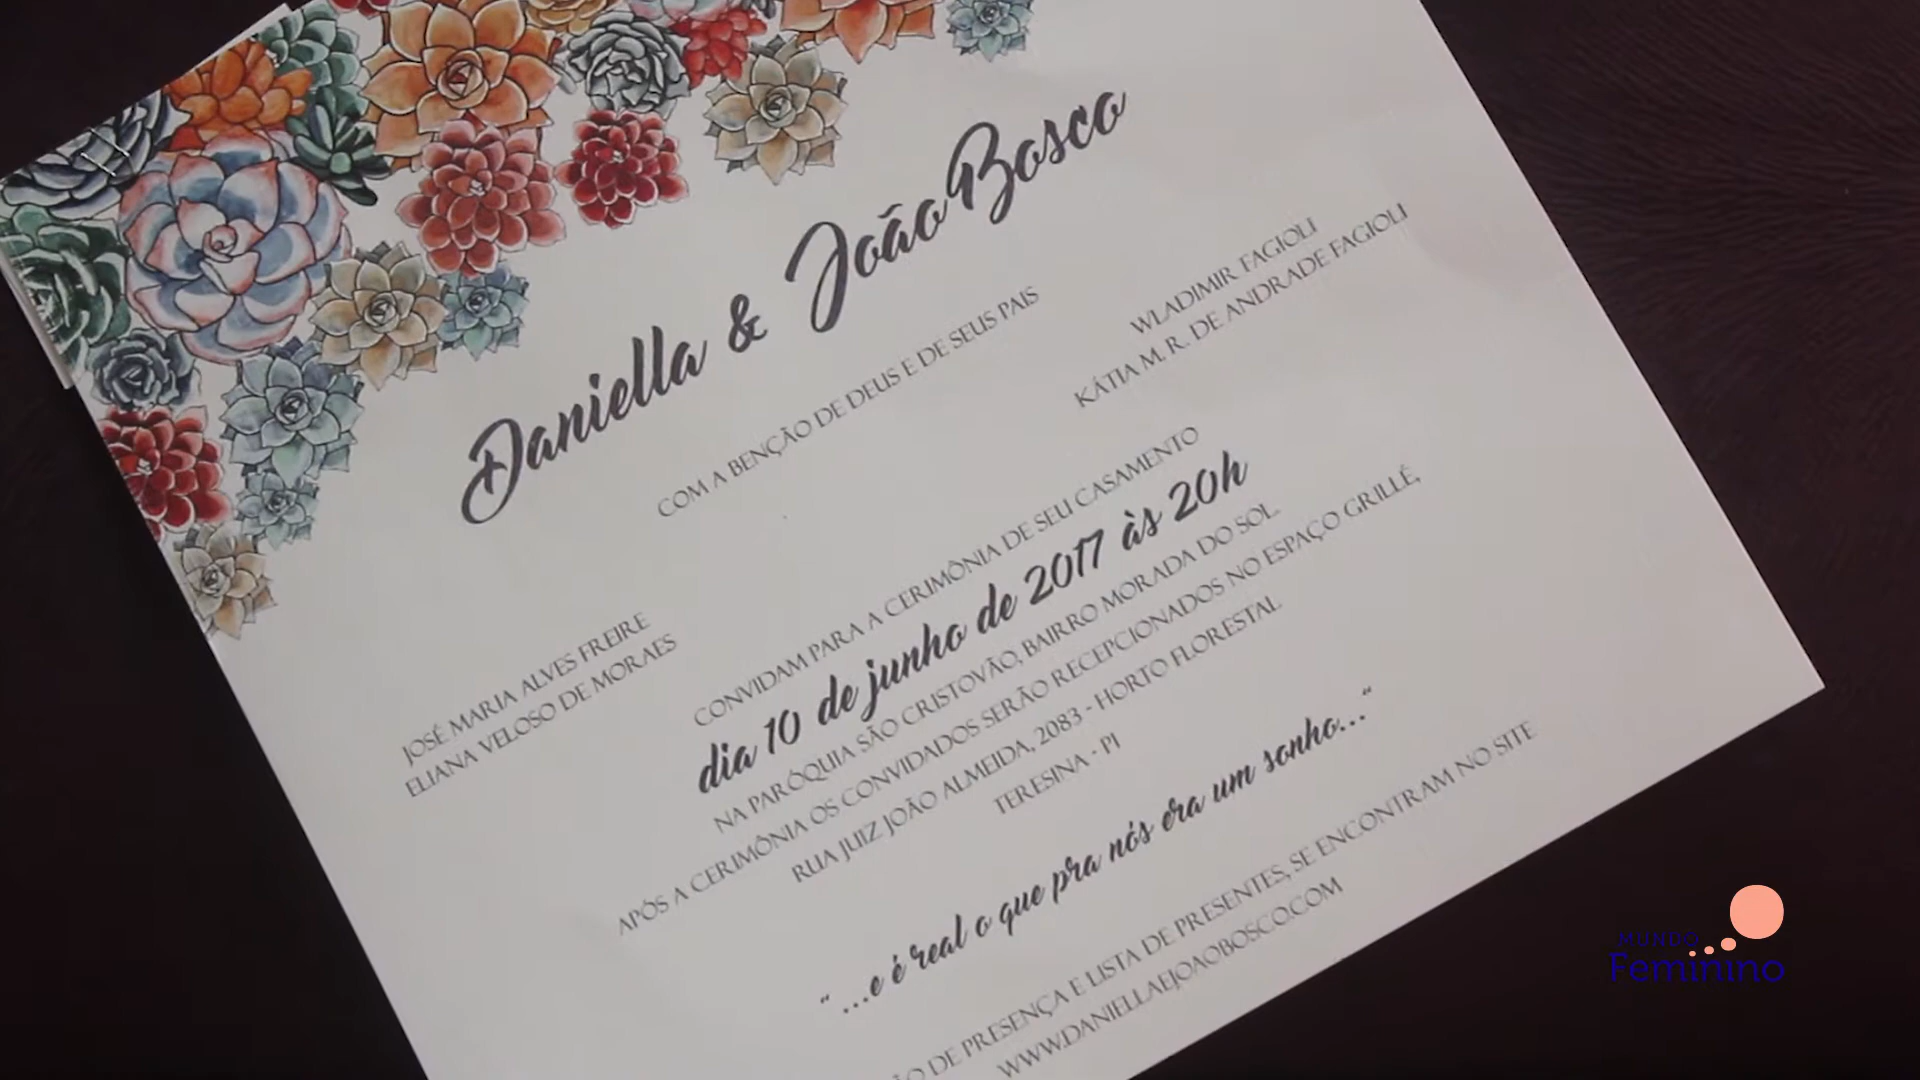 Daniella & João Bosco
COM A BENÇÃO DE DEUS E DE SEUS PAIS
JOSÉ MARIA ALVES FREIRE
ELIANA VELOSO DE MORAES
WLADIMIR FAGIOLI
KÁTIA M. R. DE ANDRADE FAGIOLI
CONVIDAM PARA A CERIMÔNIA DE SEU CASAMENTO
dia 10 de junho de 2017 às 20h
NA PARÓQUIA SÃO CRISTOVÃO, BAIRRO MORADA DO SOL.
APÓS A CERIMÔNIA OS CONVIDADOS SERÃO RECEPCIONADOS NO ESPAÇO GRILLÉ,
RUA JUIZ JOÃO ALMEIDA, 2083 - HORTO FLORESTAL
TERESINA - PI
"...e é real o que pra nós era um sonho..."
DE PRESENÇA E LISTA DE PRESENTES, SE ENCONTRAM NO SITE
WWW.DANIELLAEJOAOBOSCO.COM
MUNDO
Feminino